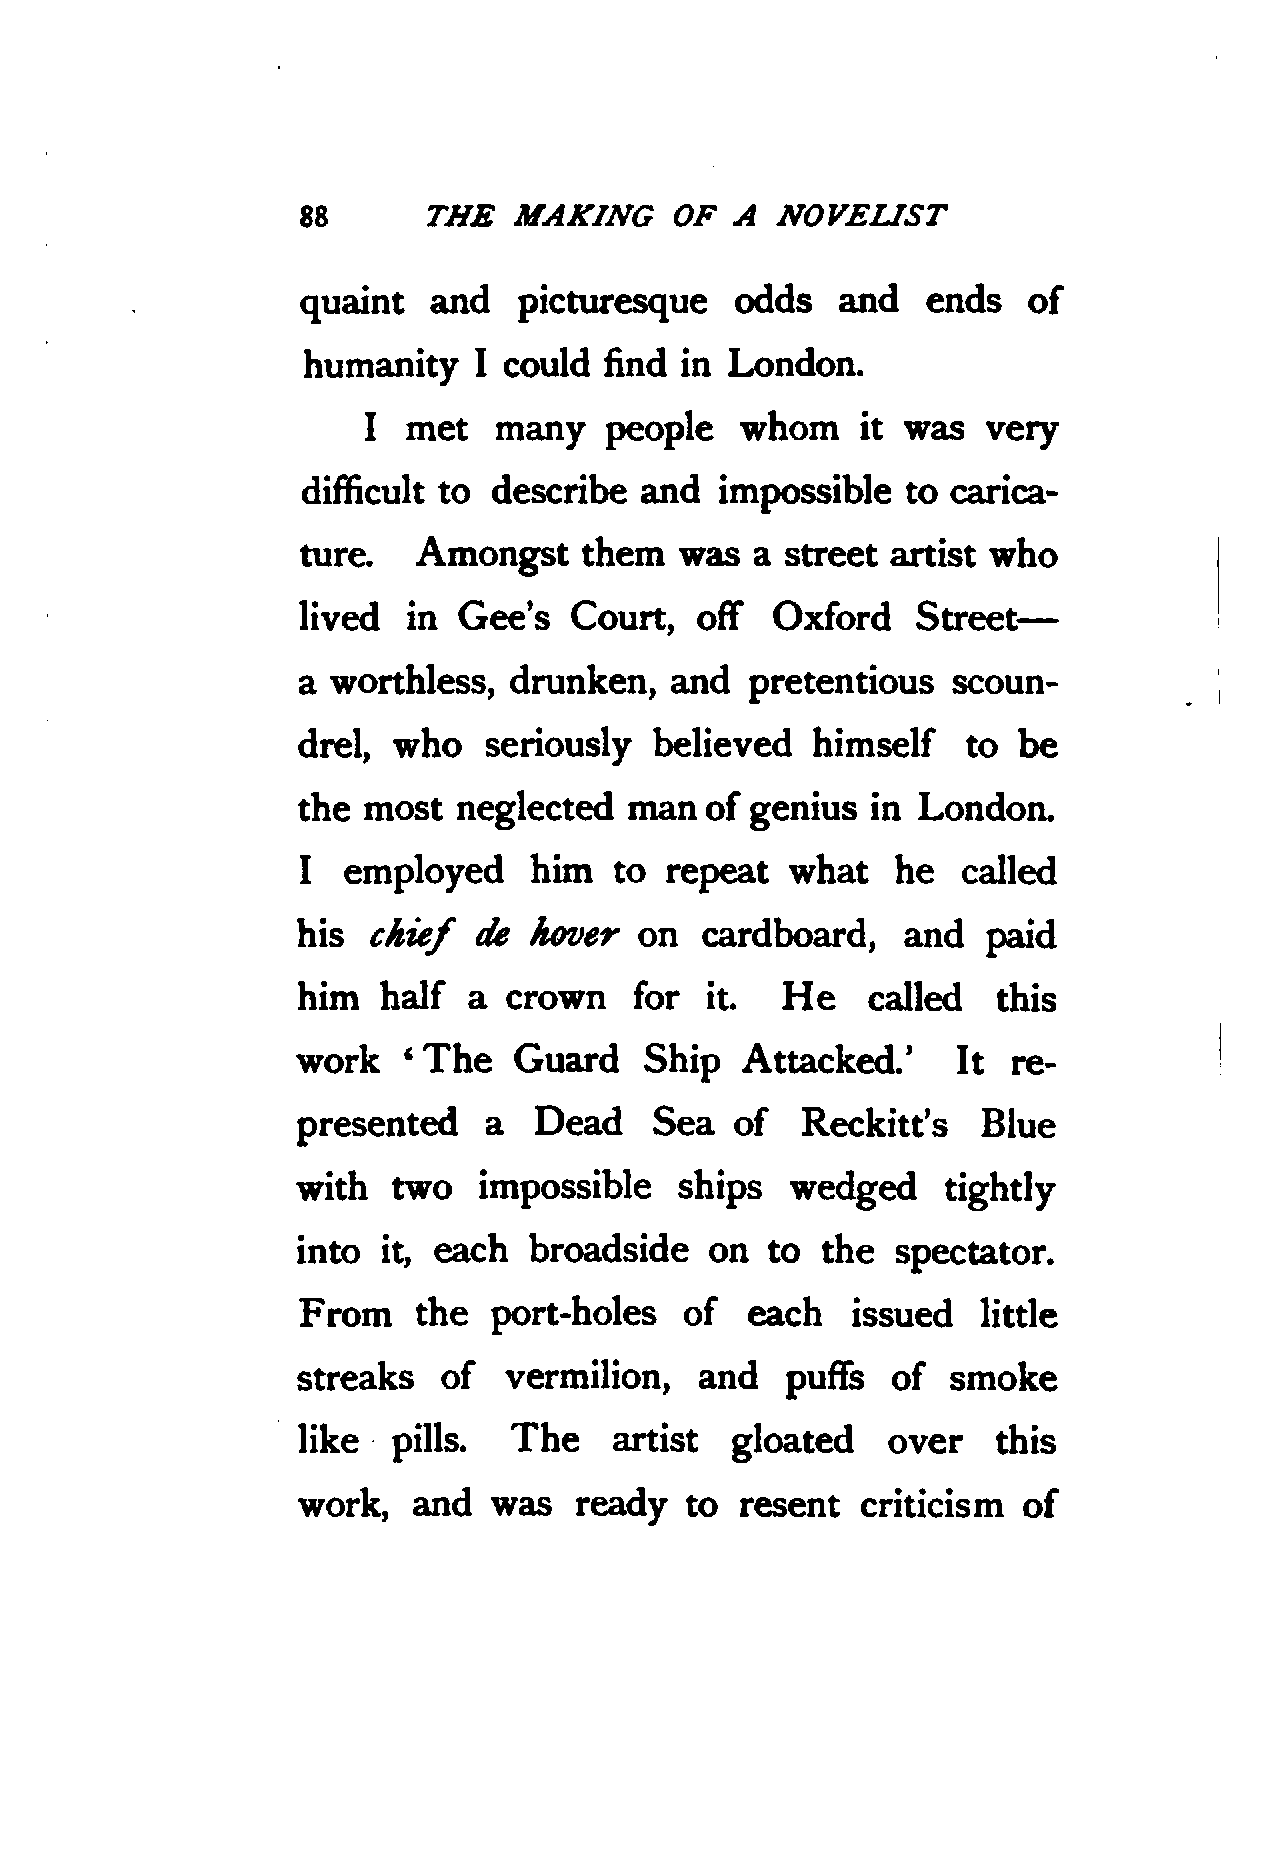 88 THE MAKING OF A NOVELIST
quaint and picturesque odds and ends of
humanity I could find in London.
I met many people whom it was very
difficult to describe and impossible to carica-
ture. Amongst them was a street artist who
lived in Gee's Court, off Oxford Street—
a worthless, drunken, and pretentious scoun-
drel, who seriously believed himself to be
the most neglected man of genius in London.
I employed him to repeat what he called
his chief de hover on cardboard, and paid
him half a crown for it. He called this
work ‘The Guard Ship Attacked.’ It re-
presented a Dead Sea of Reckitt's Blue
with two impossible ships wedged tightly
into it, each broadside on to the spectator.
From the port-holes of each issued little
streaks of vermilion, and puffs of smoke
like pills. The artist gloated over this
work, and was ready to resent criticism of